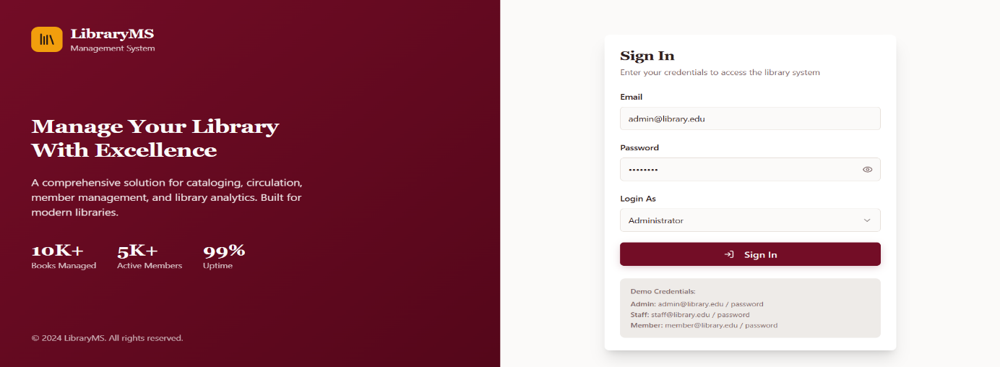 LibraryMS
Management System
Manage Your Library
With Excellence
A comprehensive solution for cataloging, circulation,
member management, and library analytics. Built for
modern libraries.
10K+
Books Managed
5K+
Active Members
99%
Uptime
© 2024 LibraryMS. All rights reserved.
Sign In
Enter your credentials to access the library system
Email
admin@library.edu
Password
••••••••
Login As
Administrator
Sign In
Demo Credentials:
Admin: admin@library.edu / password
Staff: staff@library.edu / password
Member: member@library.edu / password